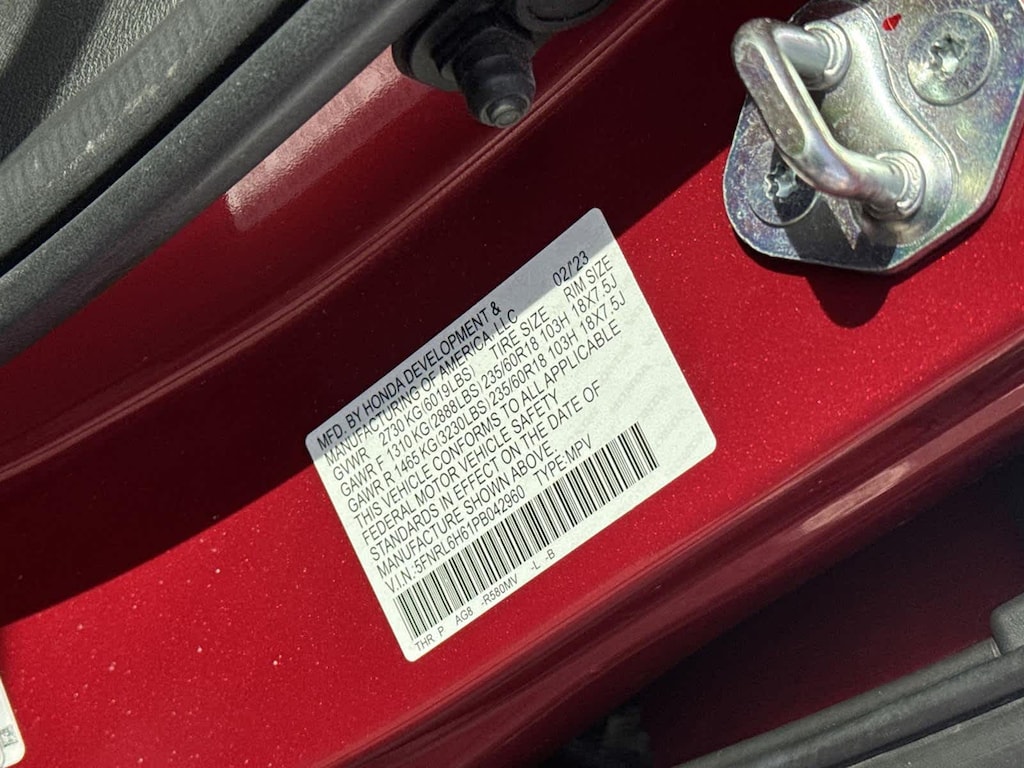 MFD. BY HONDA DEVELOPMENT & 02/'23
MANUFACTURING OF AMERICA, LLC
GVWR 2730 KG(6019LBS) TIRE SIZE RIM SIZE
GAWR F 1310 KG(2888LBS) 235/60R18 103H 18X7.5J
GAWR R 1465 KG(3230LBS) 235/60R18 103H 18X7.5J
THIS VEHICLE CONFORMS TO ALL APPLICABLE
FEDERAL MOTOR VEHICLE SAFETY
STANDARDS IN EFFECT ON THE DATE OF
MANUFACTURE SHOWN ABOVE.
V.I.N:5FNRL6H61PB042960 TYPE:MPV
THR P AG8 -R580MV -L -B